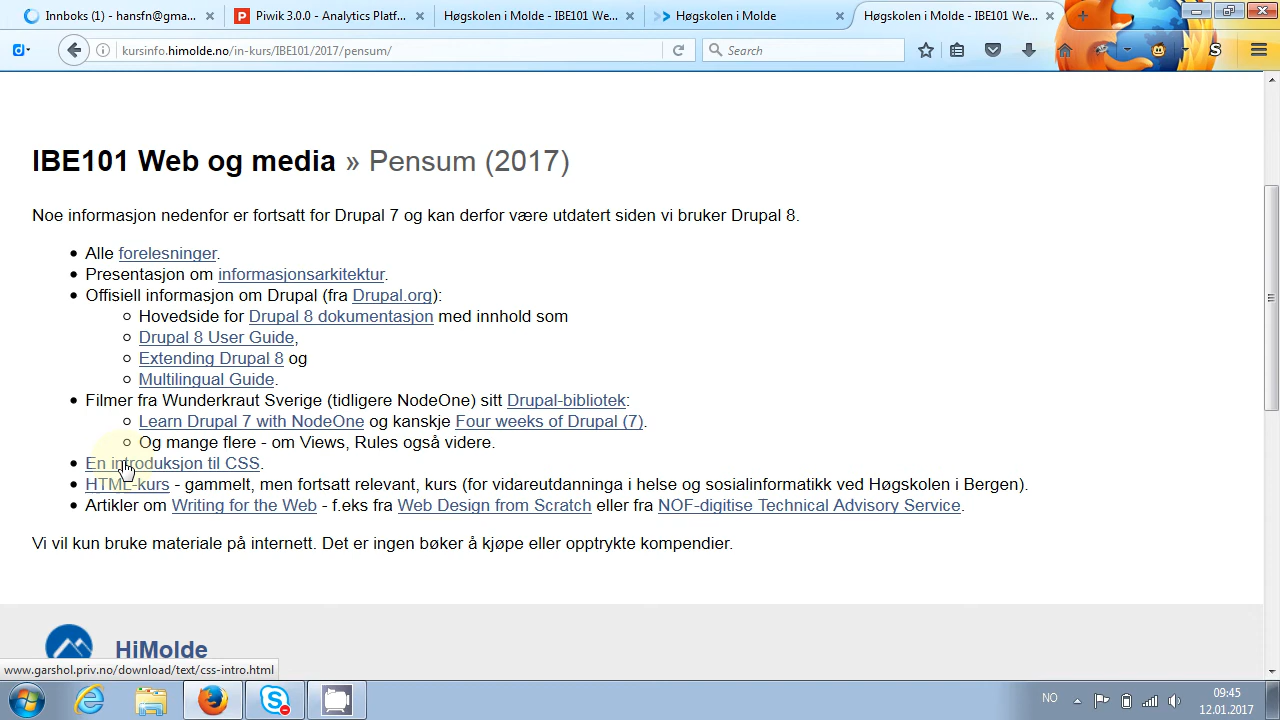 Innboks (1) - hansfn@gma...
Piwik 3.0.0 - Analytics Platf...
Høgskolen i Molde - IBE101 We...
Høgskolen i Molde
Høgskolen i Molde - IBE101 We...
kursinfo.himolde.no/in-kurs/IBE101/2017/pensum/
Search
IBE101 Web og media » Pensum (2017)
Noe informasjon nedenfor er fortsatt for Drupal 7 og kan derfor være utdatert siden vi bruker Drupal 8.
Alle forelesninger.
Presentasjon om informasjonsarkitektur.
Offisiell informasjon om Drupal (fra Drupal.org):
Hovedside for Drupal 8 dokumentasjon med innhold som
Drupal 8 User Guide,
Extending Drupal 8 og
Multilingual Guide.
Filmer fra Wunderkraut Sverige (tidligere NodeOne) sitt Drupal-bibliotek:
Learn Drupal 7 with NodeOne og kanskje Four weeks of Drupal (7).
Og mange flere - om Views, Rules også videre.
En introduksjon til CSS.
HTML-kurs - gammelt, men fortsatt relevant, kurs (for vidareutdanninga i helse og sosialinformatikk ved Høgskolen i Bergen).
Artikler om Writing for the Web - f.eks fra Web Design from Scratch eller fra NOF-digitise Technical Advisory Service.
Vi vil kun bruke materiale på internett. Det er ingen bøker å kjøpe eller opptrykte kompendier.
HiMolde
www.garshol.priv.no/download/text/css-intro.html
NO
09:45
12.01.2017